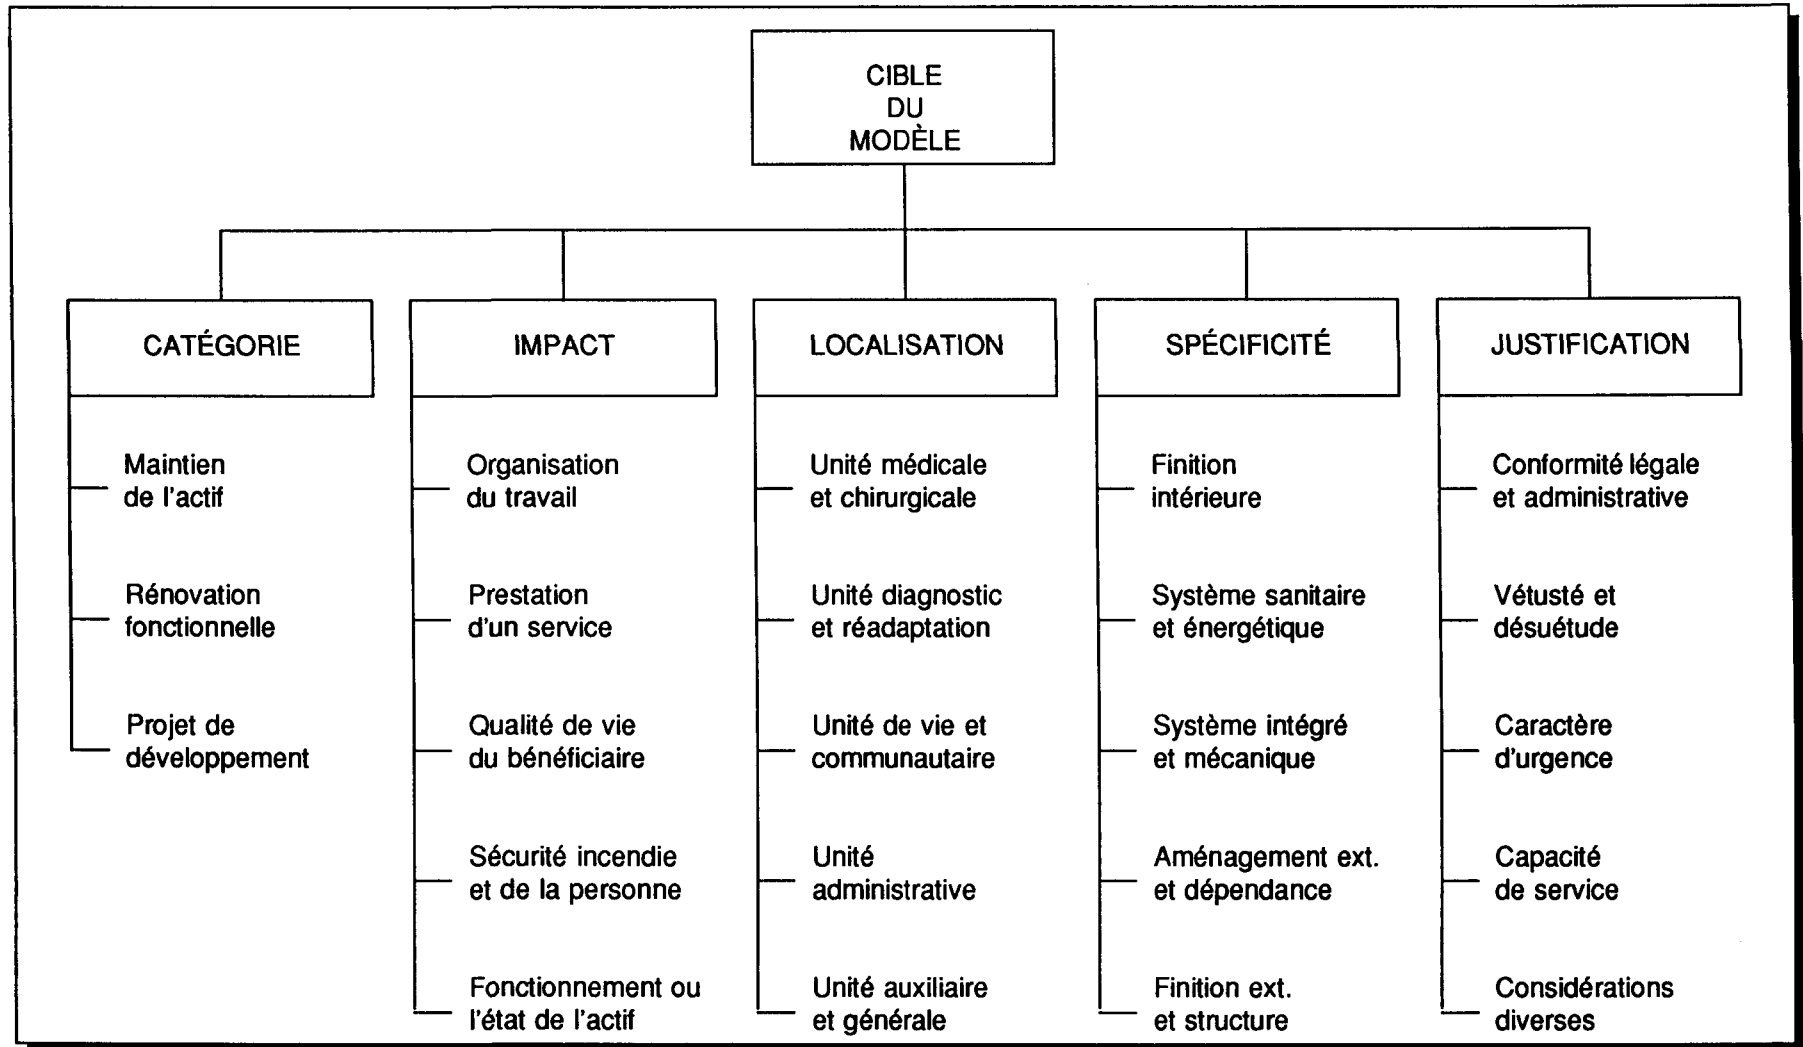 CIBLE
DU
MODÈLE
CATÉGORIE
Maintien
de l'actif
Rénovation
fonctionnelle
Projet de
développement
IMPACT
Organisation
du travail
Prestation
d'un service
Qualité de vie
du bénéficiaire
Sécurité incendie
et de la personne
Fonctionnement ou
l'état de l'actif
LOCALISATION
Unité médicale
et chirurgicale
Unité diagnostic
et réadaptation
Unité de vie et
communautaire
Unité
administrative
Unité auxiliaire
et générale
SPÉCIFICITÉ
Finition
intérieure
Système sanitaire
et énergétique
Système intégré
et mécanique
Aménagement ext.
et dépendance
Finition ext.
et structure
JUSTIFICATION
Conformité légale
et administrative
Vétusté et
désuétude
Caractère
d'urgence
Capacité
de service
Considérations
diverses